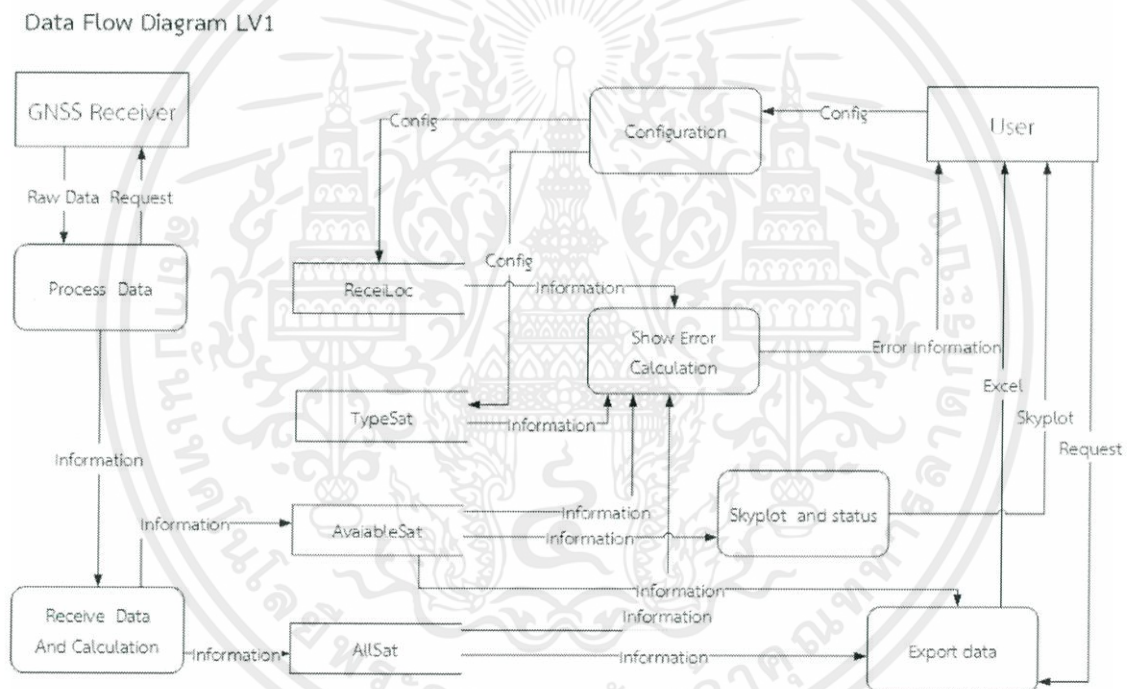 Data Flow Diagram LV1
GNSS Receiver
Config
Configuration
Config
User
Raw Data
Request
Process Data
ReceiLoc
Config
Information
Show Error
Calculation
Error Information
Excel
TypeSat
Information
Skyplot
Request
Information
Information
AvaiableSat
Information
Information
Skyplot and status
Information
Receive Data
And Calculation
Information
AllSat
Information
Information
Export data